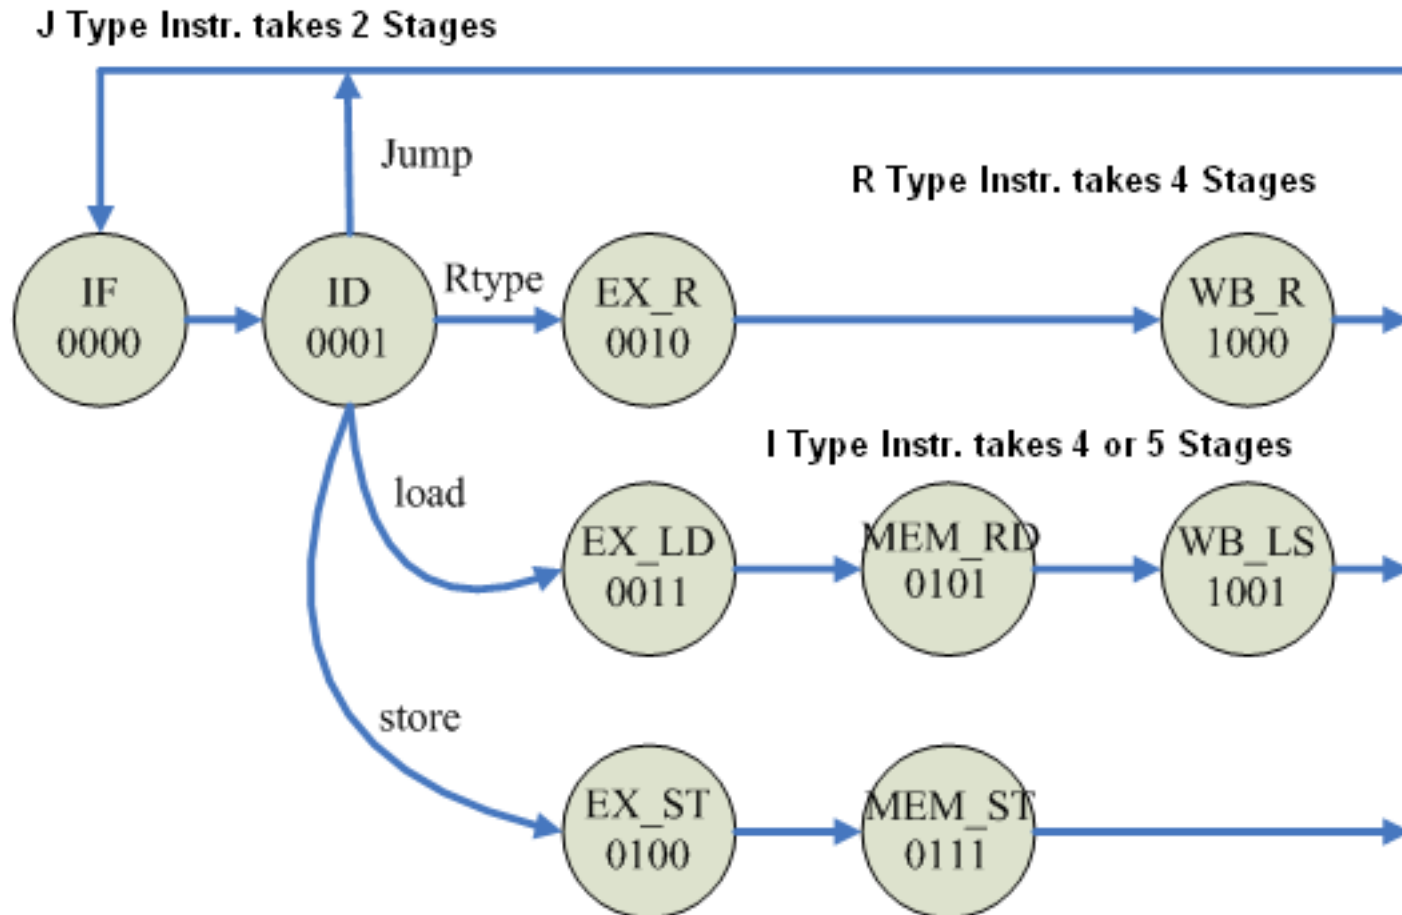 J Type Instr. takes 2 Stages
Jump
R Type Instr. takes 4 Stages
IF
0000
ID
0001
Rtype
EX_R
0010
WB_R
1000
I Type Instr. takes 4 or 5 Stages
load
EX_LD
0011
MEM_RD
0101
WB_LS
1001
store
EX_ST
0100
MEM_ST
0111